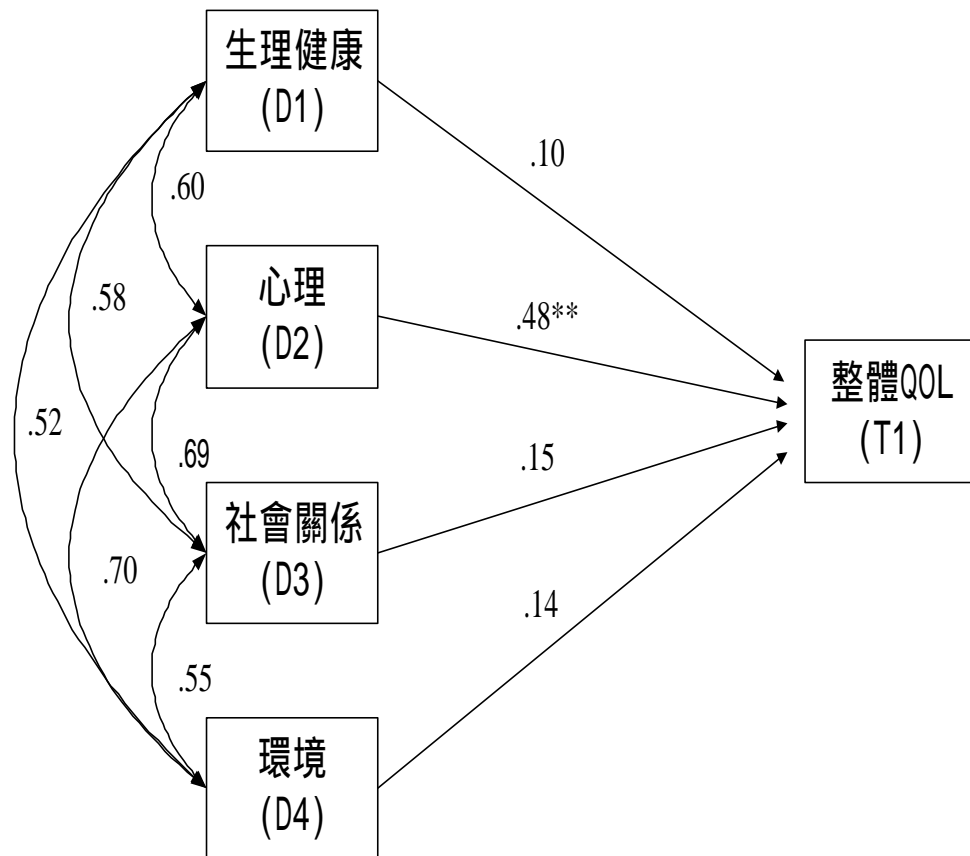 生理健康
(D1)
.10
.60
心理
(D2)
.58
.48**
整體QOL
(T1)
.52
.69
.15
社會關係
(D3)
.70
.14
.55
環境
(D4)